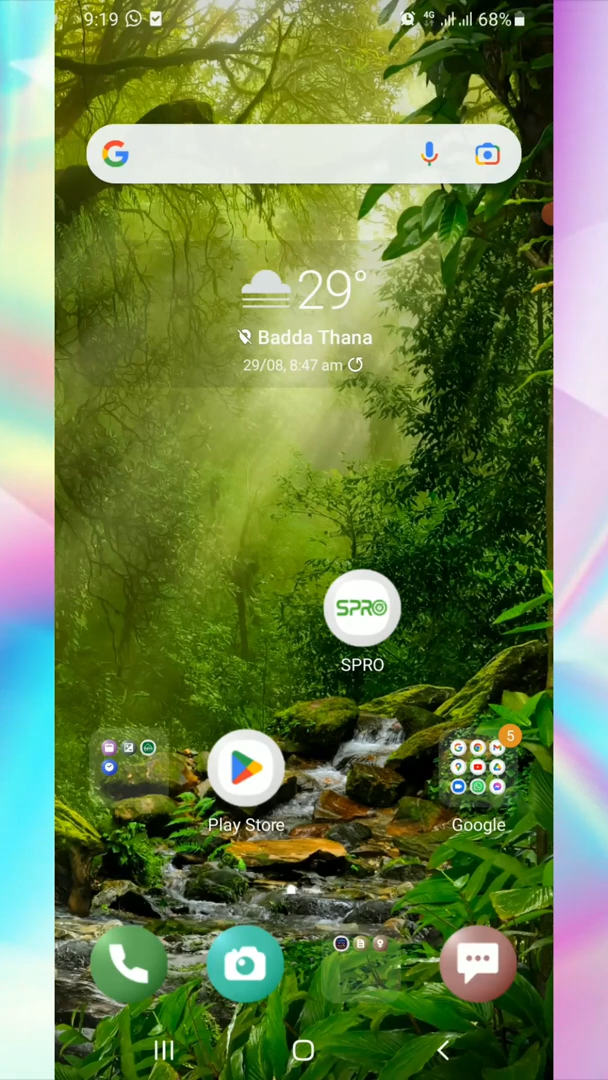 9:19
4G
68%
29°
Badda Thana
29/08, 8:47 am
SPRO
SPRO
5
Play Store
Google